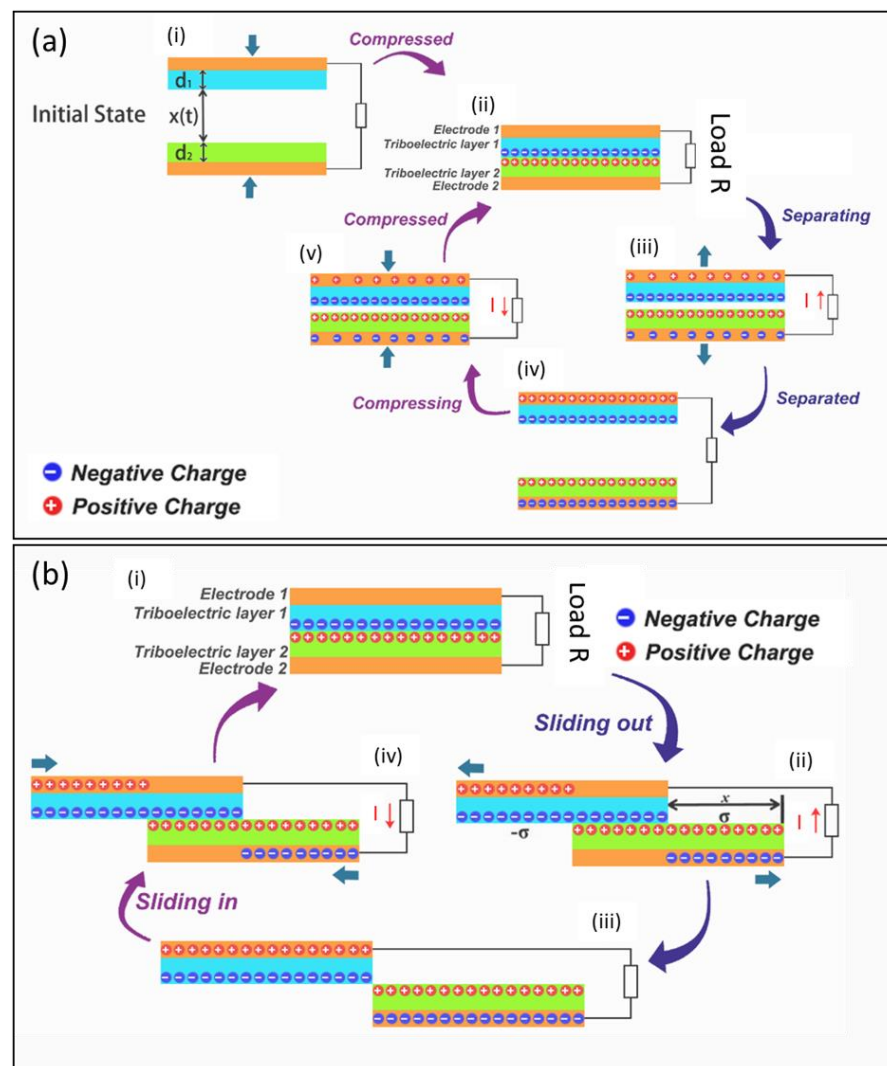 (a)
(i)
Compressed
d₁
Initial State
x(t)
d₂
(ii)
Electrode 1
Triboelectric layer 1
Triboelectric layer 2
Electrode 2
Load R
Compressed
Separating
(v)
I
(iii)
I
(iv)
Compressing
Separated
Negative Charge
Positive Charge
(b)
(i)
Electrode 1
Triboelectric layer 1
Triboelectric layer 2
Electrode 2
Load R
Negative Charge
Positive Charge
Sliding out
(iv)
I
(ii)
x
σ
-σ
I
Sliding in
(iii)